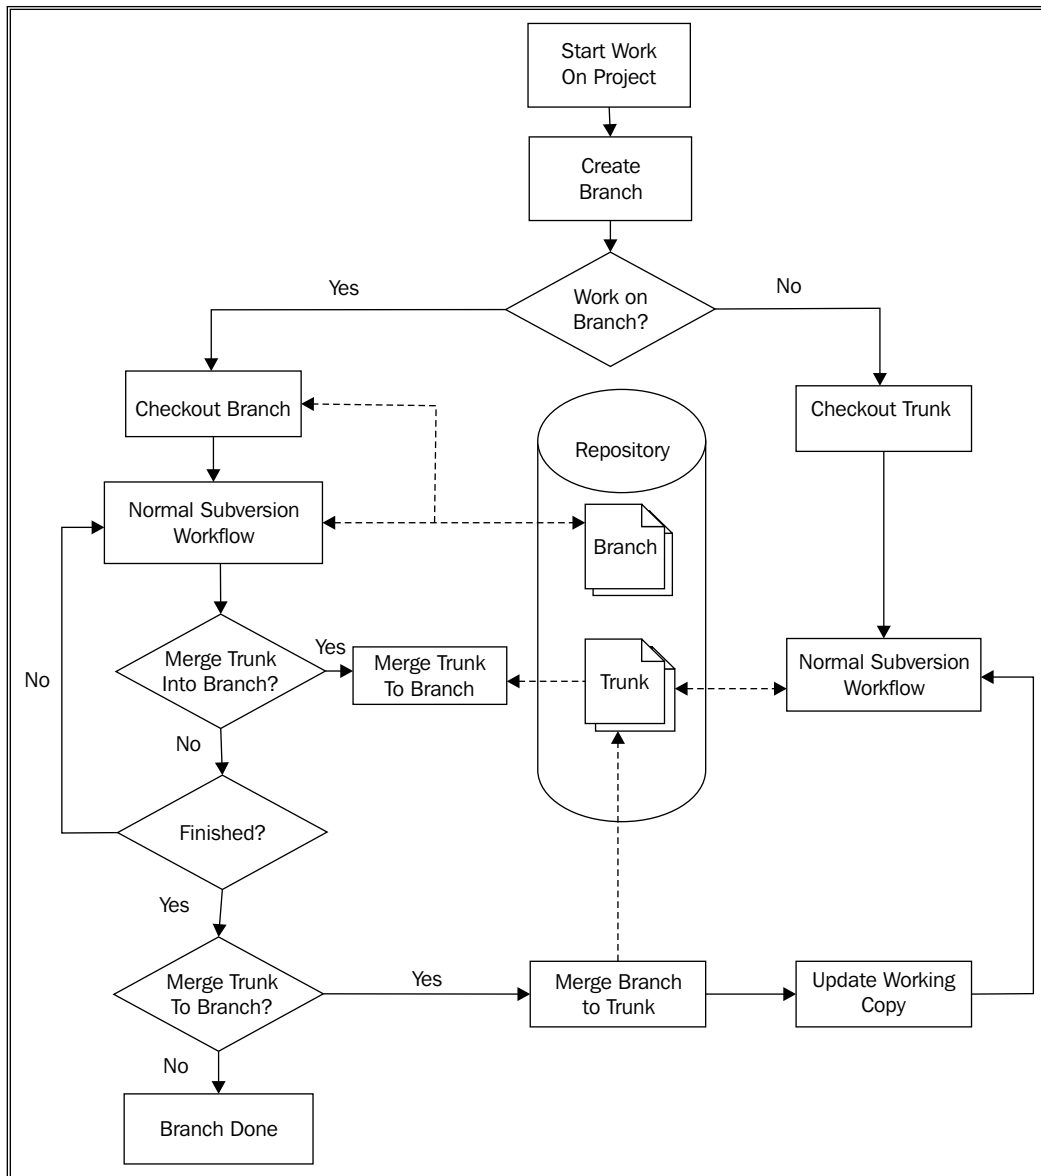 Start Work
On Project
Create
Branch
Yes
Work on
Branch?
No
Checkout Branch
Checkout Trunk
Repository
Normal Subversion
Workflow
Branch
Merge Trunk
Into Branch?
Yes
Merge Trunk
To Branch
Trunk
Normal Subversion
Workflow
No
No
Finished?
Yes
Merge Trunk
To Branch?
Yes
Merge Branch
to Trunk
Update Working
Copy
No
Branch Done